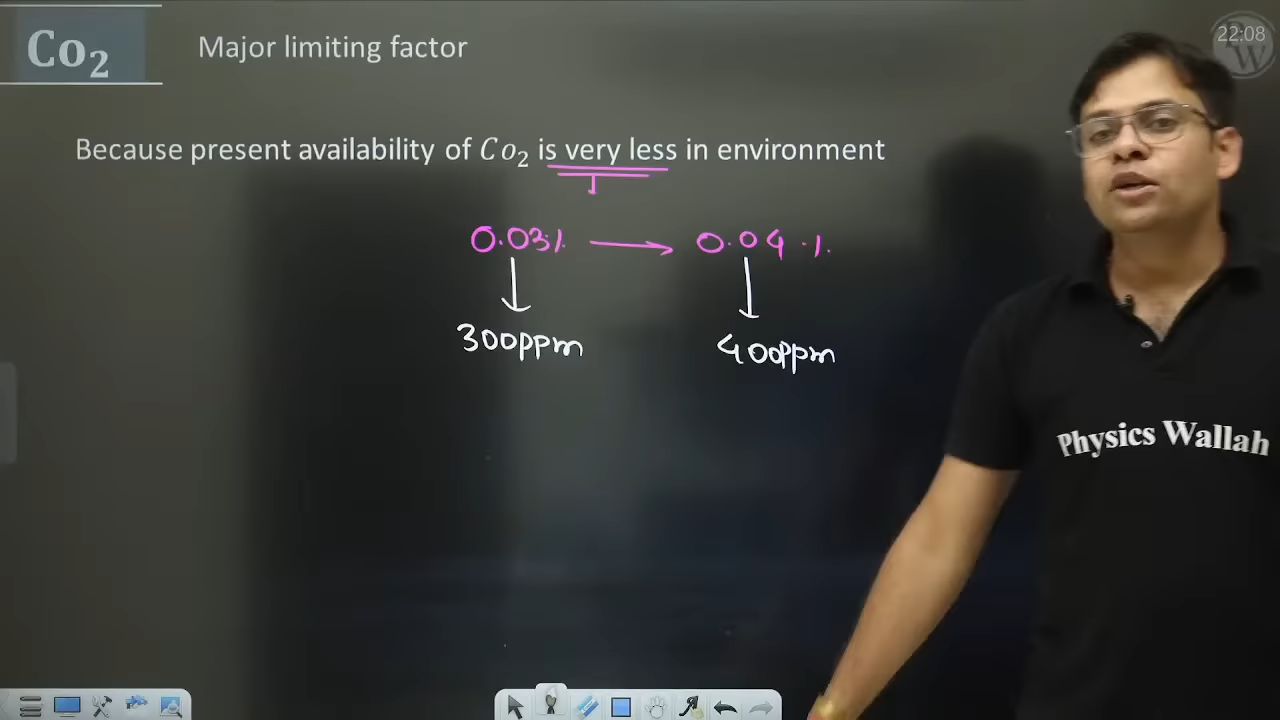 Co₂ Major limiting factor
22:08
PW
Because present availability of Co₂ is very less in environment
0.03% → 0.04 %
300ppm 400ppm
Physics Wallah